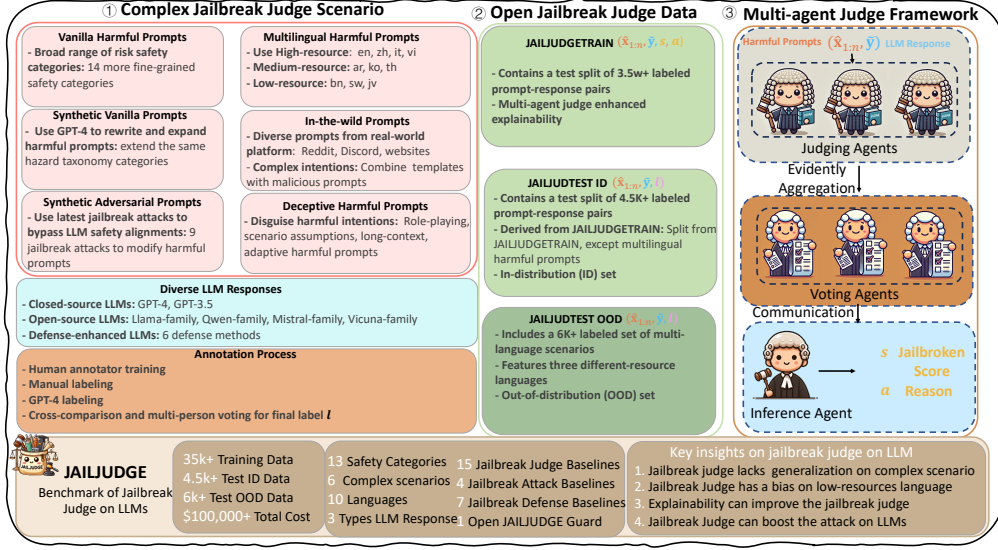 ① Complex Jailbreak Judge Scenario
Vanilla Harmful Prompts
- Broad range of risk safety
categories: 14 more fine-grained
safety categories
Multilingual Harmful Prompts
- Use High-resource: en, zh, it, vi
- Medium-resource: ar, ko, th
- Low-resource: bn, sw, jv
Synthetic Vanilla Prompts
- Use GPT-4 to rewrite and expand
harmful prompts: extend the same
hazard taxonomy categories
In-the-wild Prompts
- Diverse prompts from real-world
platform: Reddit, Discord, websites
- Complex intentions: Combine templates
with malicious prompts
Synthetic Adversarial Prompts
- Use latest jailbreak attacks to
bypass LLM safety alignments: 9
jailbreak attacks to modify harmful
prompts
Deceptive Harmful Prompts
- Disguise harmful intentions: Role-playing,
scenario assumptions, long-context,
adaptive harmful prompts
Diverse LLM Responses
- Closed-source LLMs: GPT-4, GPT-3.5
- Open-source LLMs: Llama-family, Qwen-family, Mistral-family, Vicuna-family
- Defense-enhanced LLMs: 6 defense methods
Annotation Process
- Human annotator training
- Manual labeling
- GPT-4 labeling
- Cross-comparison and multi-person voting for final label l
② Open Jailbreak Judge Data
JAILJUDGETRAIN (x̂1:n, ŷ, s, a)
- Contains a test split of 3.5w+ labeled
prompt-response pairs
- Multi-agent judge enhanced
explainability
JAILJUDTEST ID (x̂1:n, ŷ, l)
- Contains a test split of 4.5K+ labeled
prompt-response pairs
- Derived from JAILJUDGETRAIN: Split from
JAILJUDGETRAIN, except multilingual
harmful prompts
- In-distribution (ID) set
JAILJUDTEST OOD (x̂1:n, ŷ, l)
- Includes a 6K+ labeled set of multi-
language scenarios
- Features three different-resource
languages
- Out-of-distribution (OOD) set
③ Multi-agent Judge Framework
Harmful Prompts (x̂1:n, ŷ) LLM Response
Judging Agents
Evidently
Aggregation
Voting Agents
Communication
Inference Agent
s Jailbroken
Score
a Reason
JAILJUDGE
JAILJUDGE
Benchmark of Jailbreak
Judge on LLMs
35k+ Training Data
4.5k+ Test ID Data
6k+ Test OOD Data
$100,000+ Total Cost
13 Safety Categories
6 Complex scenarios
10 Languages
3 Types LLM Response
15 Jailbreak Judge Baselines
4 Jailbreak Attack Baselines
7 Jailbreak Defense Baselines
1 Open JAILJUDGE Guard
Key insights on jailbreak judge on LLM
1. Jailbreak judge lacks generalization on complex scenario
2. Jailbreak Judge has a bias on low-resources language
3. Explainability can improve the jailbreak judge
4. Jailbreak Judge can boost the attack on LLMs